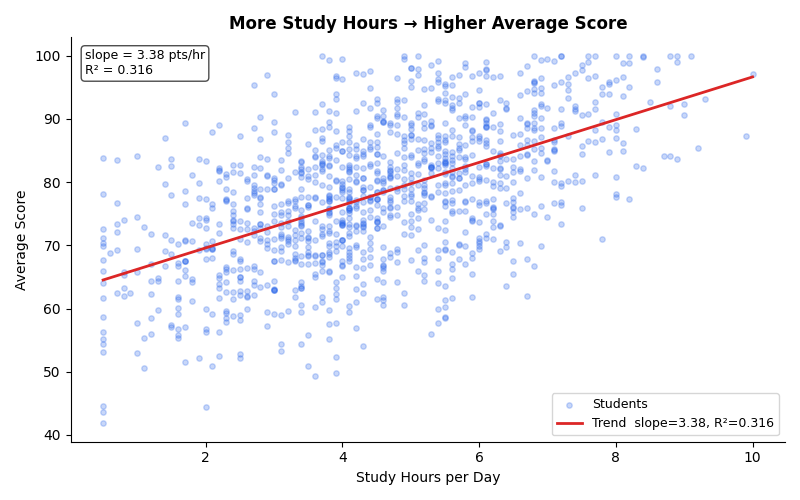 More Study Hours → Higher Average Score
slope = 3.38 pts/hr
R² = 0.316
100
90
80
70
60
50
40
Average Score
2
4
6
8
10
Study Hours per Day
Students
Trend  slope=3.38, R²=0.316